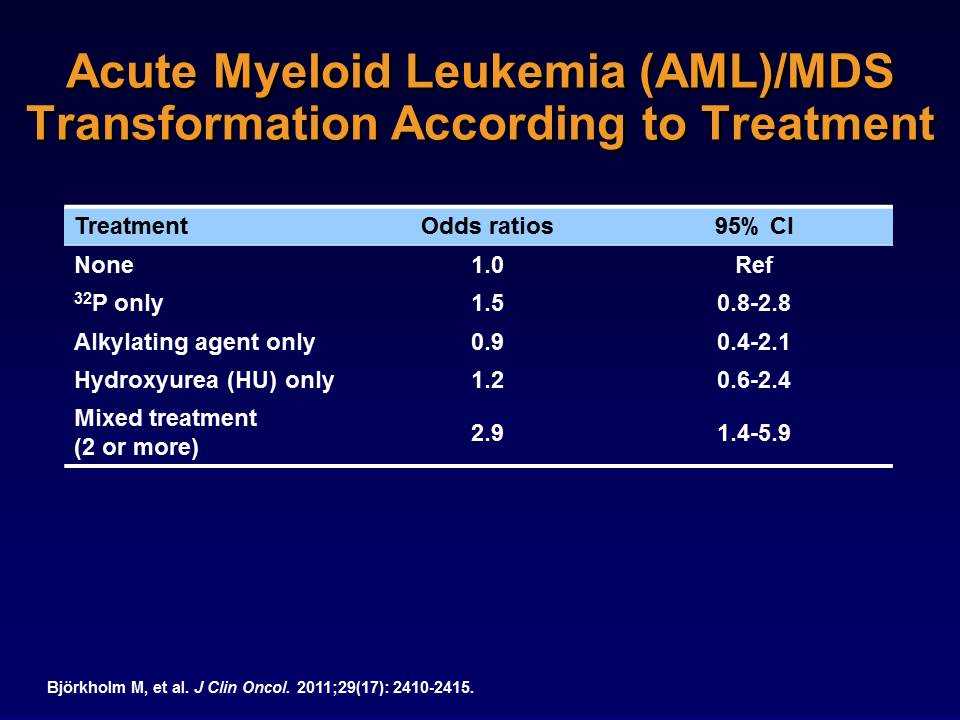 Acute Myeloid Leukemia (AML)/MDS
Transformation According to Treatment
Treatment Odds ratios 95% CI
None 1.0 Ref
³²P only 1.5 0.8-2.8
Alkylating agent only 0.9 0.4-2.1
Hydroxyurea (HU) only 1.2 0.6-2.4
Mixed treatment
(2 or more) 2.9 1.4-5.9
Björkholm M, et al. J Clin Oncol. 2011;29(17): 2410-2415.